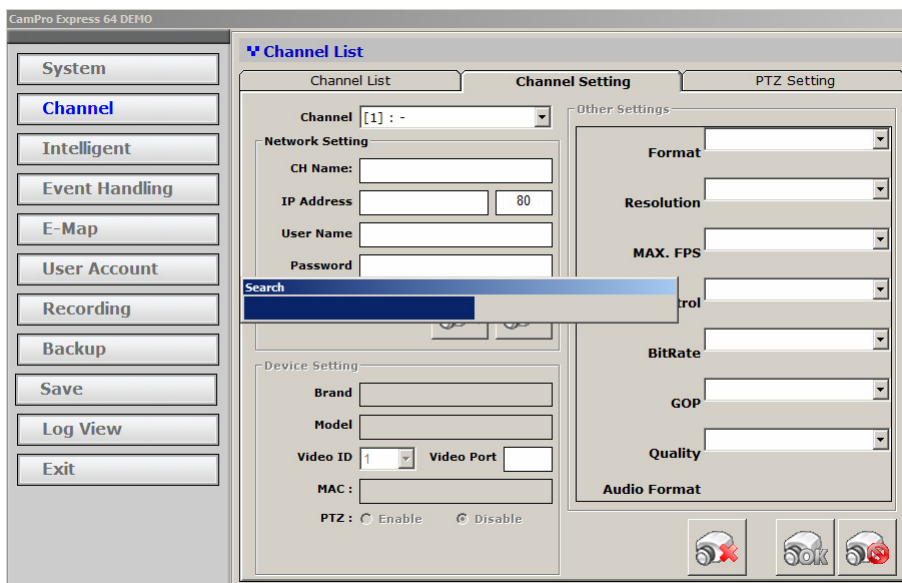 CamPro Express 64 DEMO
System
Channel
Intelligent
Event Handling
E-Map
User Account
Recording
Backup
Save
Log View
Exit
Channel List
Channel List
Channel Setting
PTZ Setting
Channel [1] : -
Network Setting
CH Name:
IP Address 80
User Name
Password
Search
Device Setting
Brand
Model
Video ID 1 Video Port
MAC :
PTZ : Enable Disable
Other Settings
Format
Resolution
MAX. FPS
trol
BitRate
GOP
Quality
Audio Format
OK